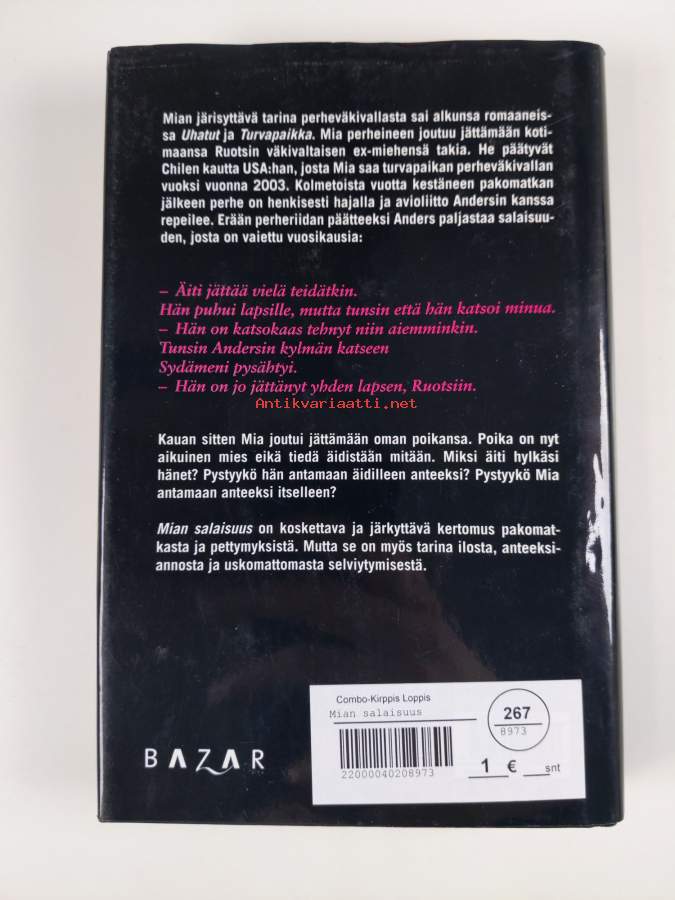 Mian järisyttävä tarina perheväkivallasta sai alkunsa romaaneis-
sa Uhatut ja Turvapaikka. Mia perheineen joutuu jättämään koti-
maansa Ruotsin väkivaltaisen ex-miehensä takia. He päätyvät
Chilen kautta USA:han, josta Mia saa turvapaikan perheväkivallan
vuoksi vuonna 2003. Kolmetoista vuotta kestäneen pakomatkan
jälkeen perhe on henkisesti hajalla ja avioliitto Andersin kanssa
repeilee. Erään perheriidan päätteeksi Anders paljastaa salaisuu-
den, josta on vaiettu vuosikausia:
– Äiti jättää vielä teidätkin.
Hän puhui lapsille, mutta tunsin että hän katsoi minua.
– Hän on katsokaas tehnyt niin aiemminkin.
Tunsin Andersin kylmän katseen
Sydämeni pysähtyi.
– Hän on jo jättänyt yhden lapsen, Ruotsiin.
Antikvariaatti.net
Kauan sitten Mia joutui jättämään oman poikansa. Poika on nyt
aikuinen mies eikä tiedä äidistään mitään. Miksi äiti hylkäsi
hänet? Pystyykö hän antamaan äidilleen anteeksi? Pystyykö Mia
antamaan anteeksi itselleen?
Mian salaisuus on koskettava ja järkyttävä kertomus pakomat-
kasta ja pettymyksistä. Mutta se on myös tarina ilosta, anteeksi-
annosta ja uskomattomasta selviytymisestä.
BAZAR
Combo-Kirppis Loppis
Mian salaisuus
267
8973
22000040208973
1 € snt